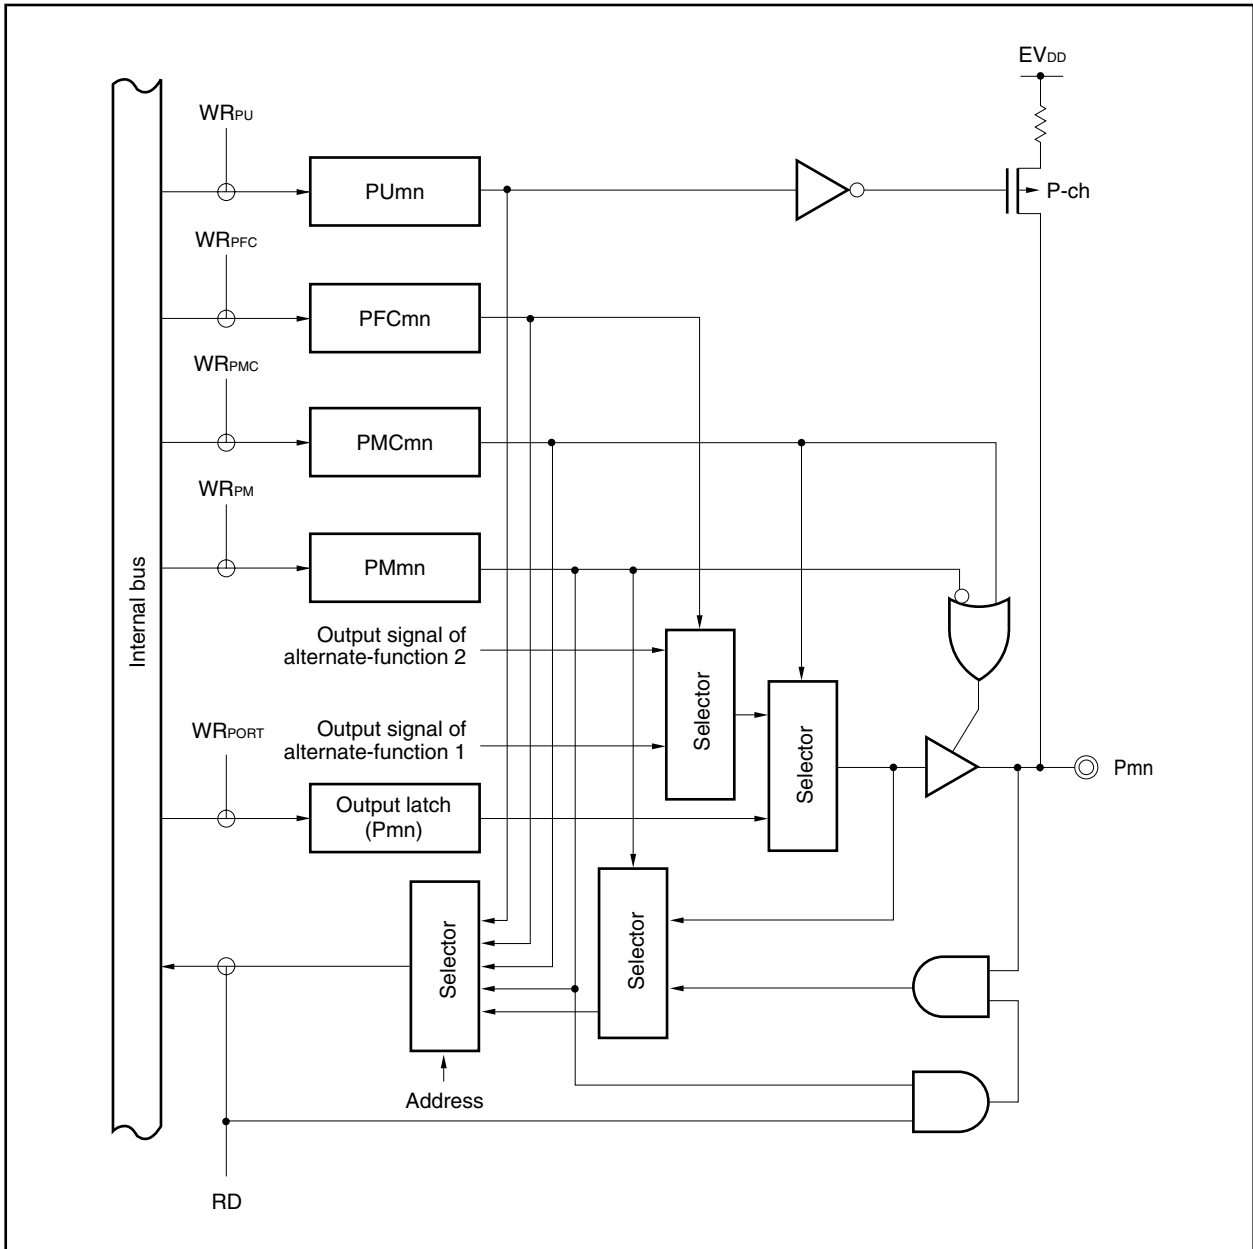 EVDD
WRPU
PUmn
P-ch
WRPFC
PFCmn
WRPMC
PMCmn
WRPM
PMmn
Internal bus
Output signal of
alternate-function 2
Selector
Output signal of
alternate-function 1
WRPORT
Selector
Pmn
Output latch
(Pmn)
Selector
Selector
Address
RD